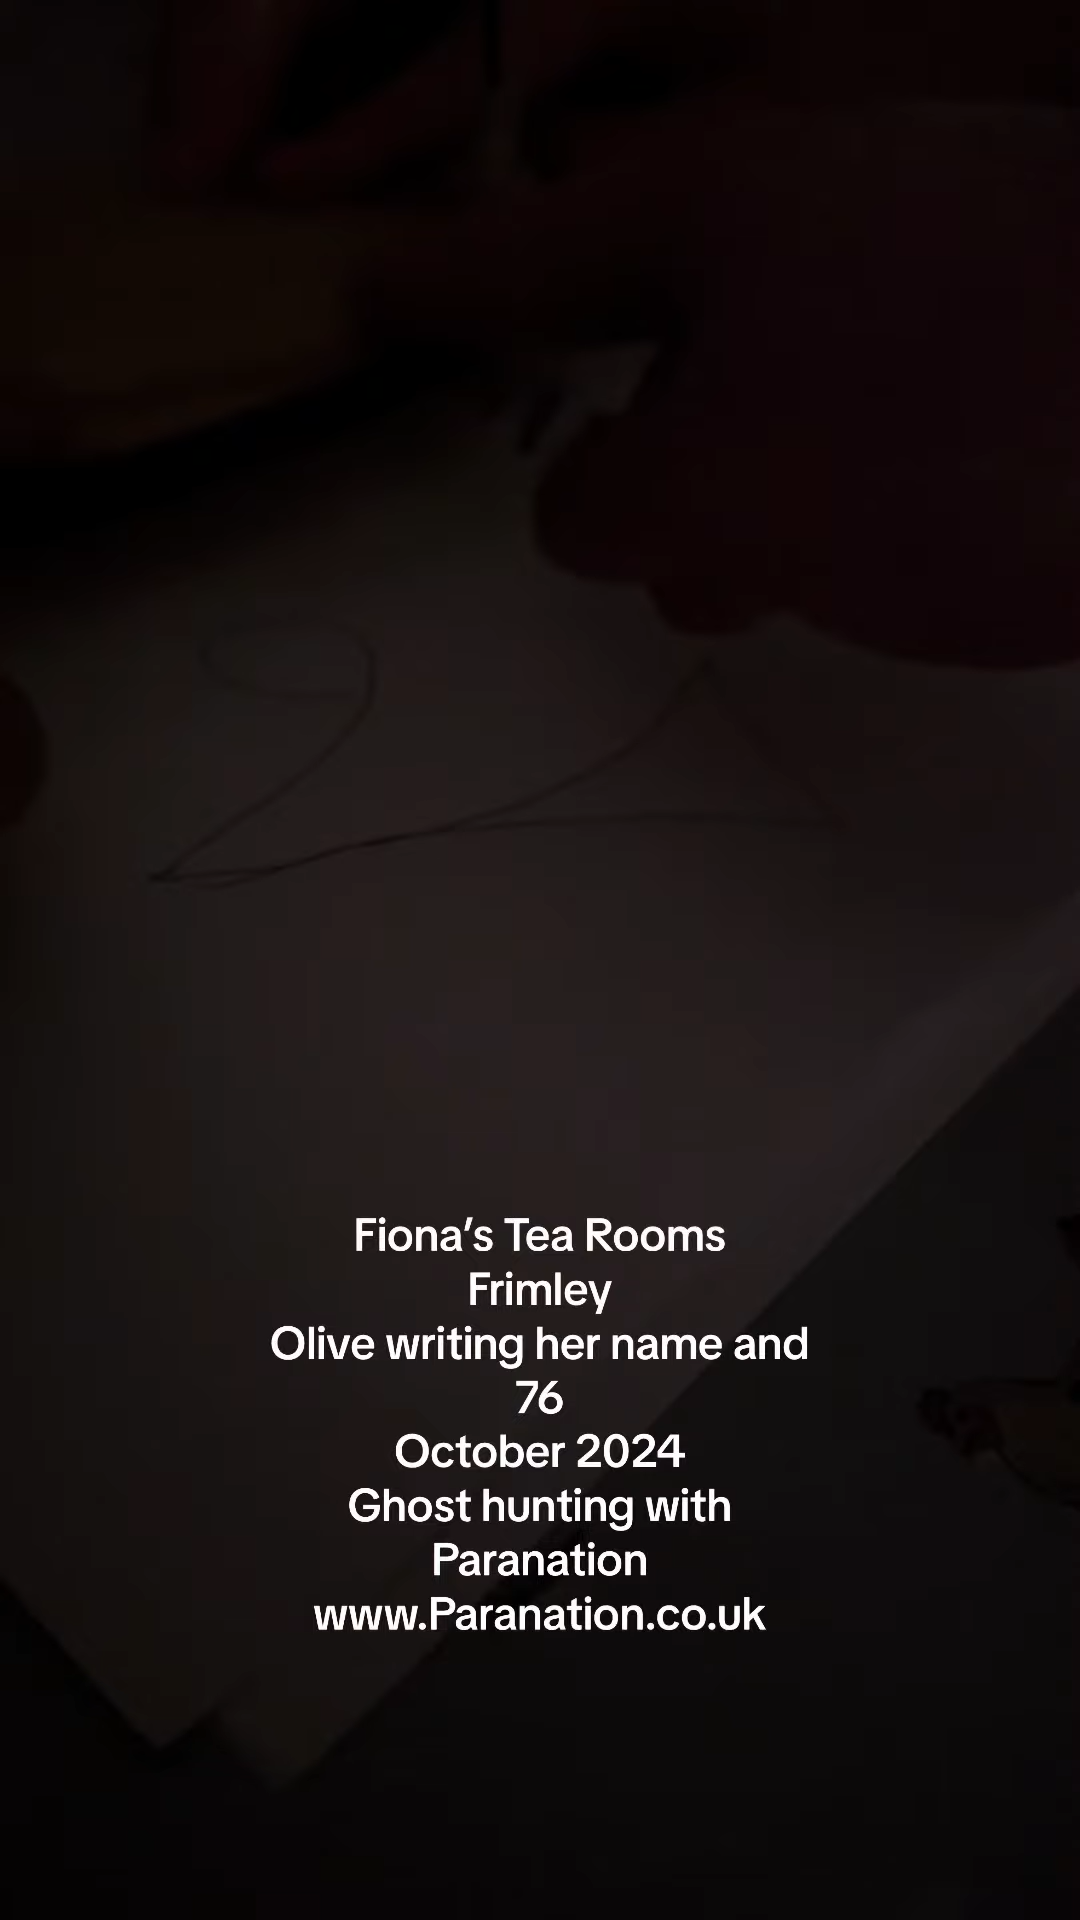 Fiona’s Tea Rooms
Frimley
Olive writing her name and
76
October 2024
Ghost hunting with
Paranation
www.Paranation.co.uk